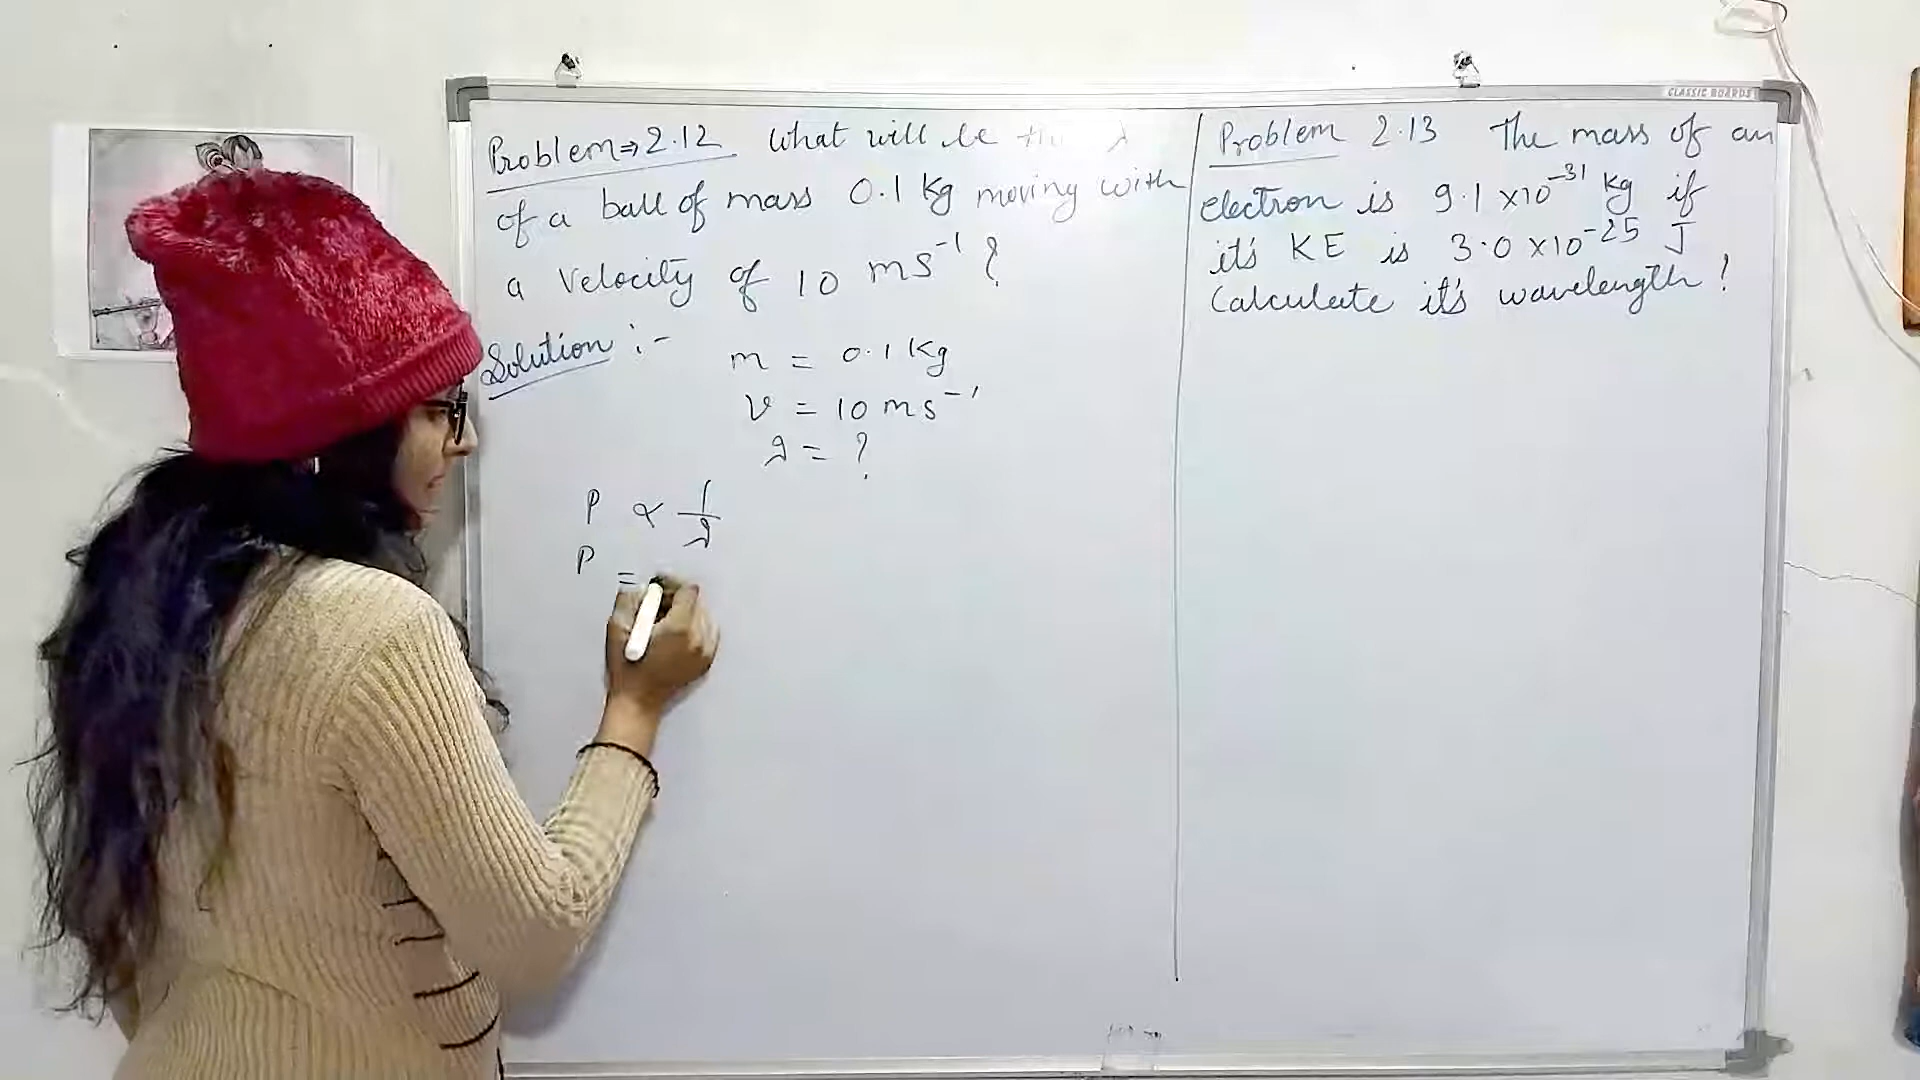 CLASSIC BOARDS
Problem⇒2.12 What will be the λ
of a ball of mass 0.1 Kg moving with
a velocity of 10 ms⁻¹ ?
Solution :-
m = 0.1 Kg
v = 10 ms⁻¹
λ = ?
P ∝ 1/λ
P =
Problem 2.13 The mass of an
electron is 9.1 ×10⁻³¹ Kg if
it's KE is 3.0 ×10⁻²⁵ J
Calculate it's wavelength ?